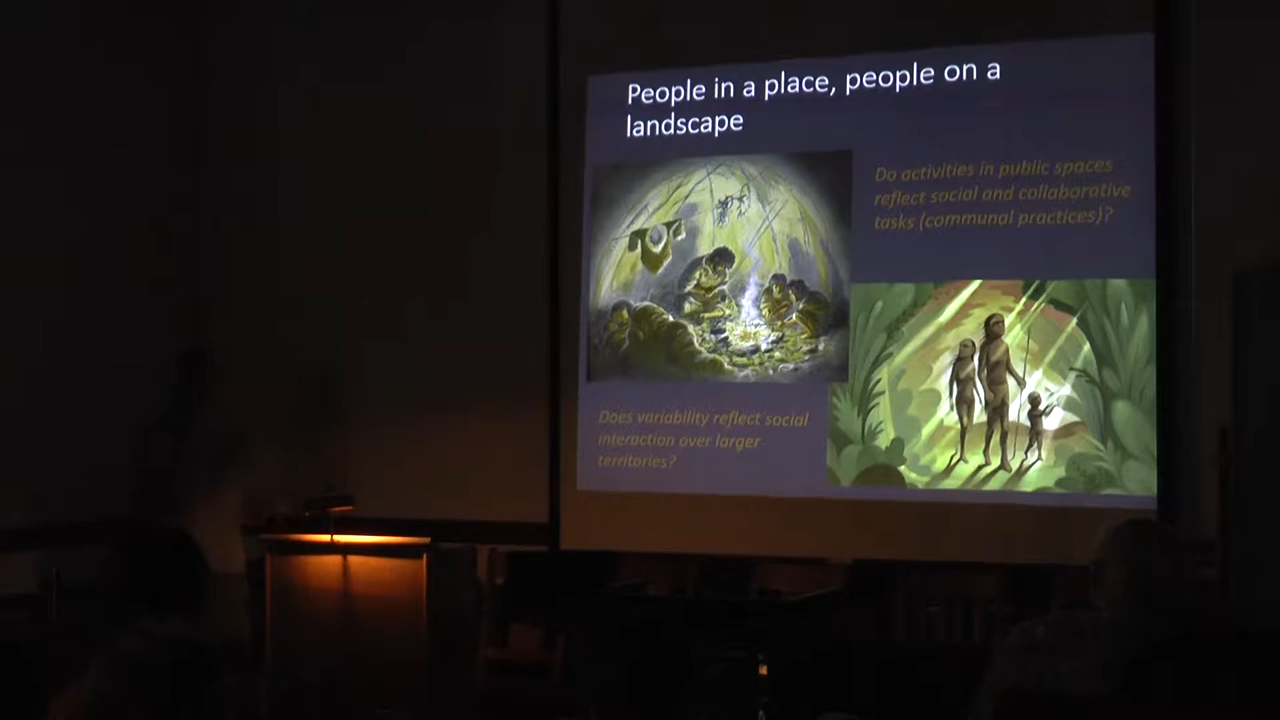 People in a place, people on a
landscape
Do activities in public spaces
reflect social and collaborative
tasks (communal practices)?
Does variability reflect social
interaction over larger
territories?